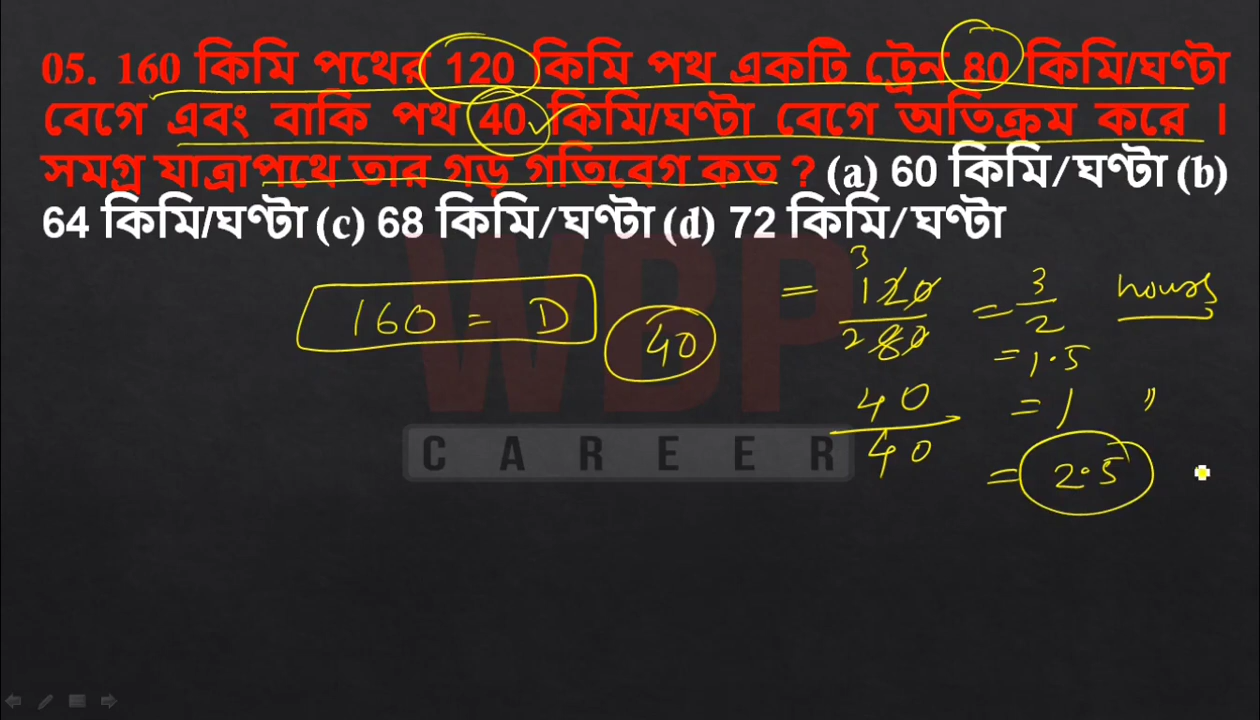 05. 160 কিমি পথের 120 কিমি পথ একটি ট্রেন 80 কিমি/ঘণ্টা
বেগে এবং বাকি পথ 40 কিমি/ঘণ্টা বেগে অতিক্রম করে ।
সমগ্র যাত্রাপথে তার গড় গতিবেগ কত ? (a) 60 কিমি/ঘণ্টা (b)
64 কিমি/ঘণ্টা (c) 68 কিমি/ঘণ্টা (d) 72 কিমি/ঘণ্টা
160 = D
40
3
= 120 / 80 = 3/2 hours
2
= 1.5
40 / 40 = 1 "
= 2.5
WBP
CAREER